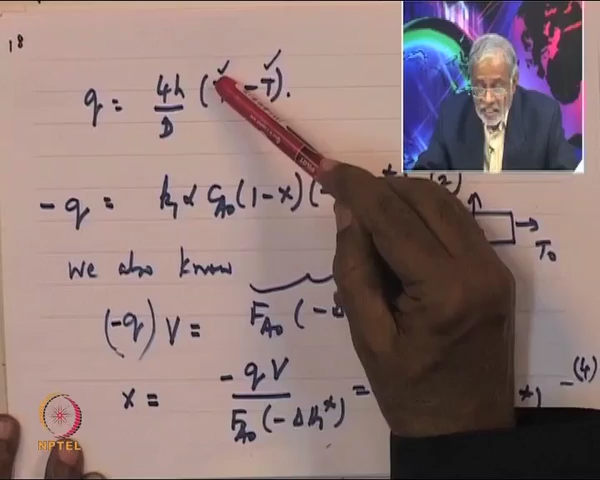 18
q = 4h/D ( - T).
-q = k₁ α C_A0 (1-x) (
T₀
we also know
(-q) V = F_A0 (-Δ
x = -qV / F_A0 (-Δh*) = *) -(4)
NPTEL